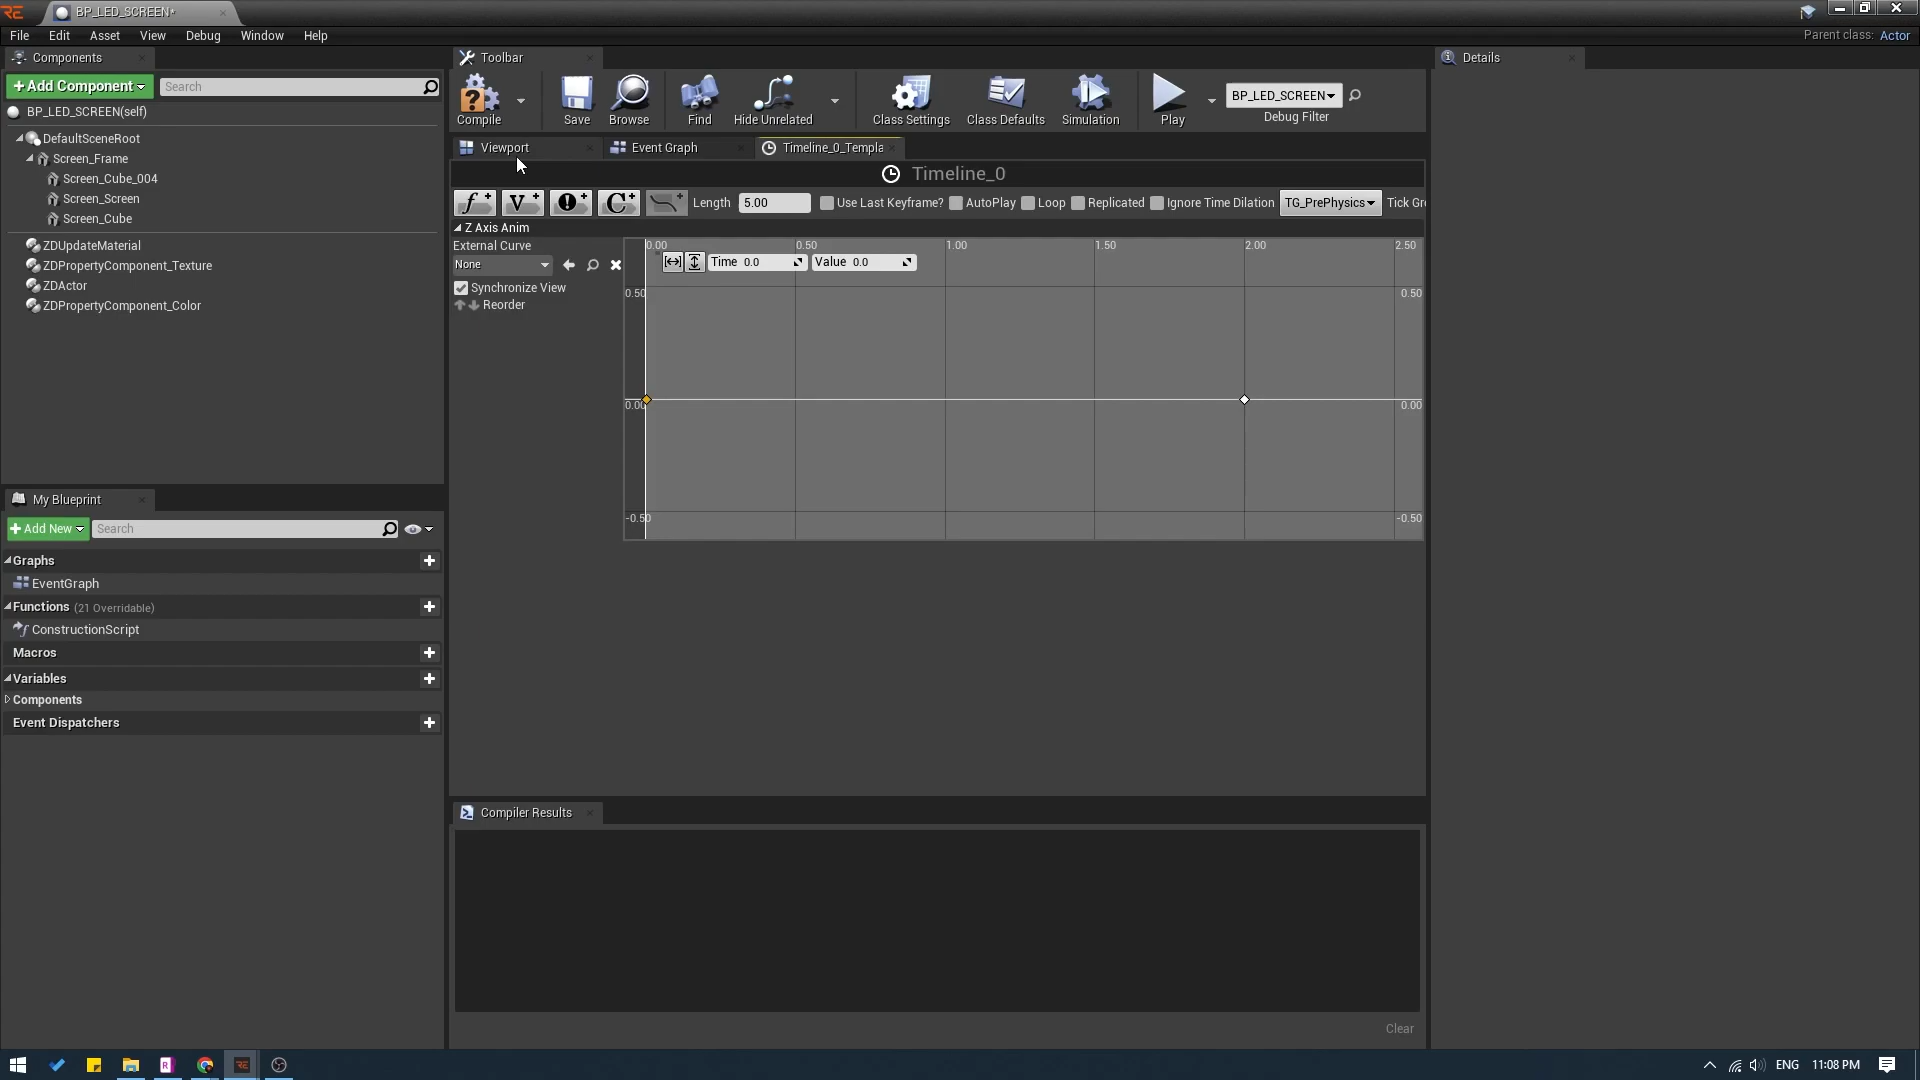 BP_LED_SCREEN*
File Edit Asset View Debug Window Help
Parent class: Actor
Components
+ Add Component
Search
BP_LED_SCREEN(self)
DefaultSceneRoot
Screen_Frame
Screen_Cube_004
Screen_Screen
Screen_Cube
ZDUpdateMaterial
ZDPropertyComponent_Texture
ZDActor
ZDPropertyComponent_Color
My Blueprint
+ Add New
Search
Graphs
EventGraph
Functions (21 Overridable)
ConstructionScript
Macros
Variables
Components
Event Dispatchers
Toolbar
Compile Save Browse Find Hide Unrelated Class Settings Class Defaults Simulation Play
BP_LED_SCREEN
Debug Filter
Viewport Event Graph Timeline_0_Templa
Timeline_0
Length 5.00 Use Last Keyframe? AutoPlay Loop Replicated Ignore Time Dilation TG_PrePhysics Tick Gr
Z Axis Anim
External Curve
None
Synchronize View
Reorder
0.00 0.50 1.00 1.50 2.00 2.50
Time 0.0 Value 0.0
0.50 0.50
0.00 0.00
-0.50 -0.50
Compiler Results
Clear
Details
ENG 11:08 PM